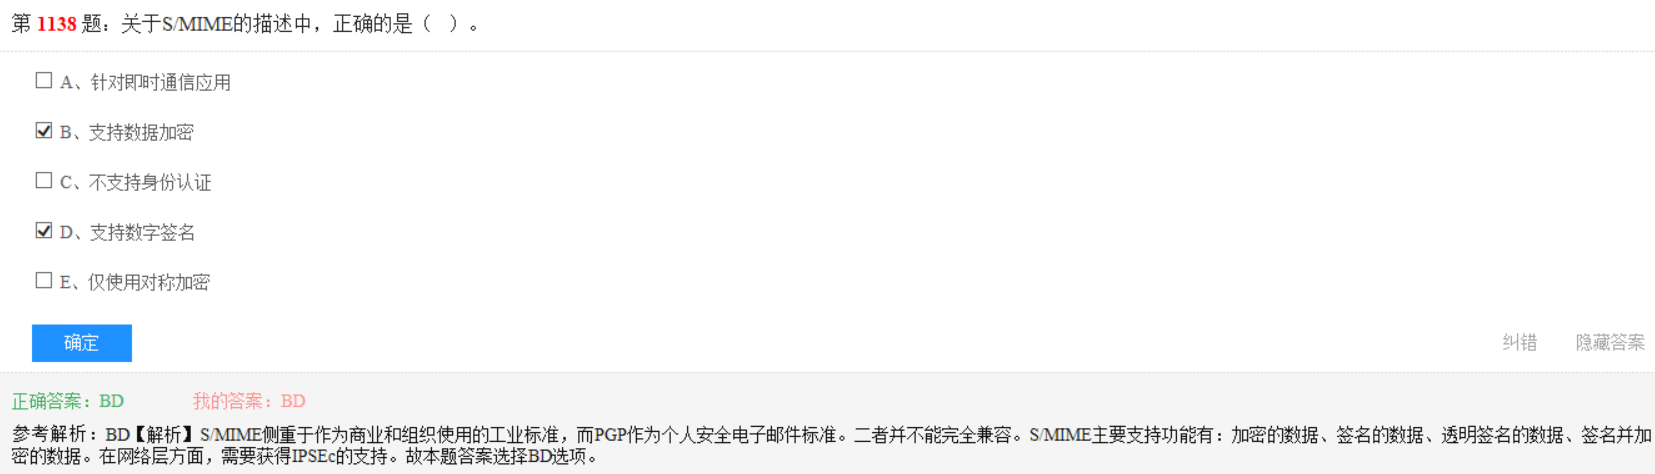 第 1138 题：关于S/MIME的描述中，正确的是（　）。
A、针对即时通信应用
B、支持数据加密
C、不支持身份认证
D、支持数字签名
E、仅使用对称加密
确定
纠错 隐藏答案
正确答案：BD 我的答案：BD
参考解析：BD【解析】S/MIME侧重于作为商业和组织使用的工业标准，而PGP作为个人安全电子邮件标准。二者并不能完全兼容。S/MIME主要支持功能有：加密的数据、签名的数据、透明签名的数据、签名并加
密的数据。在网络层方面，需要获得IPSEc的支持。故本题答案选择BD选项。